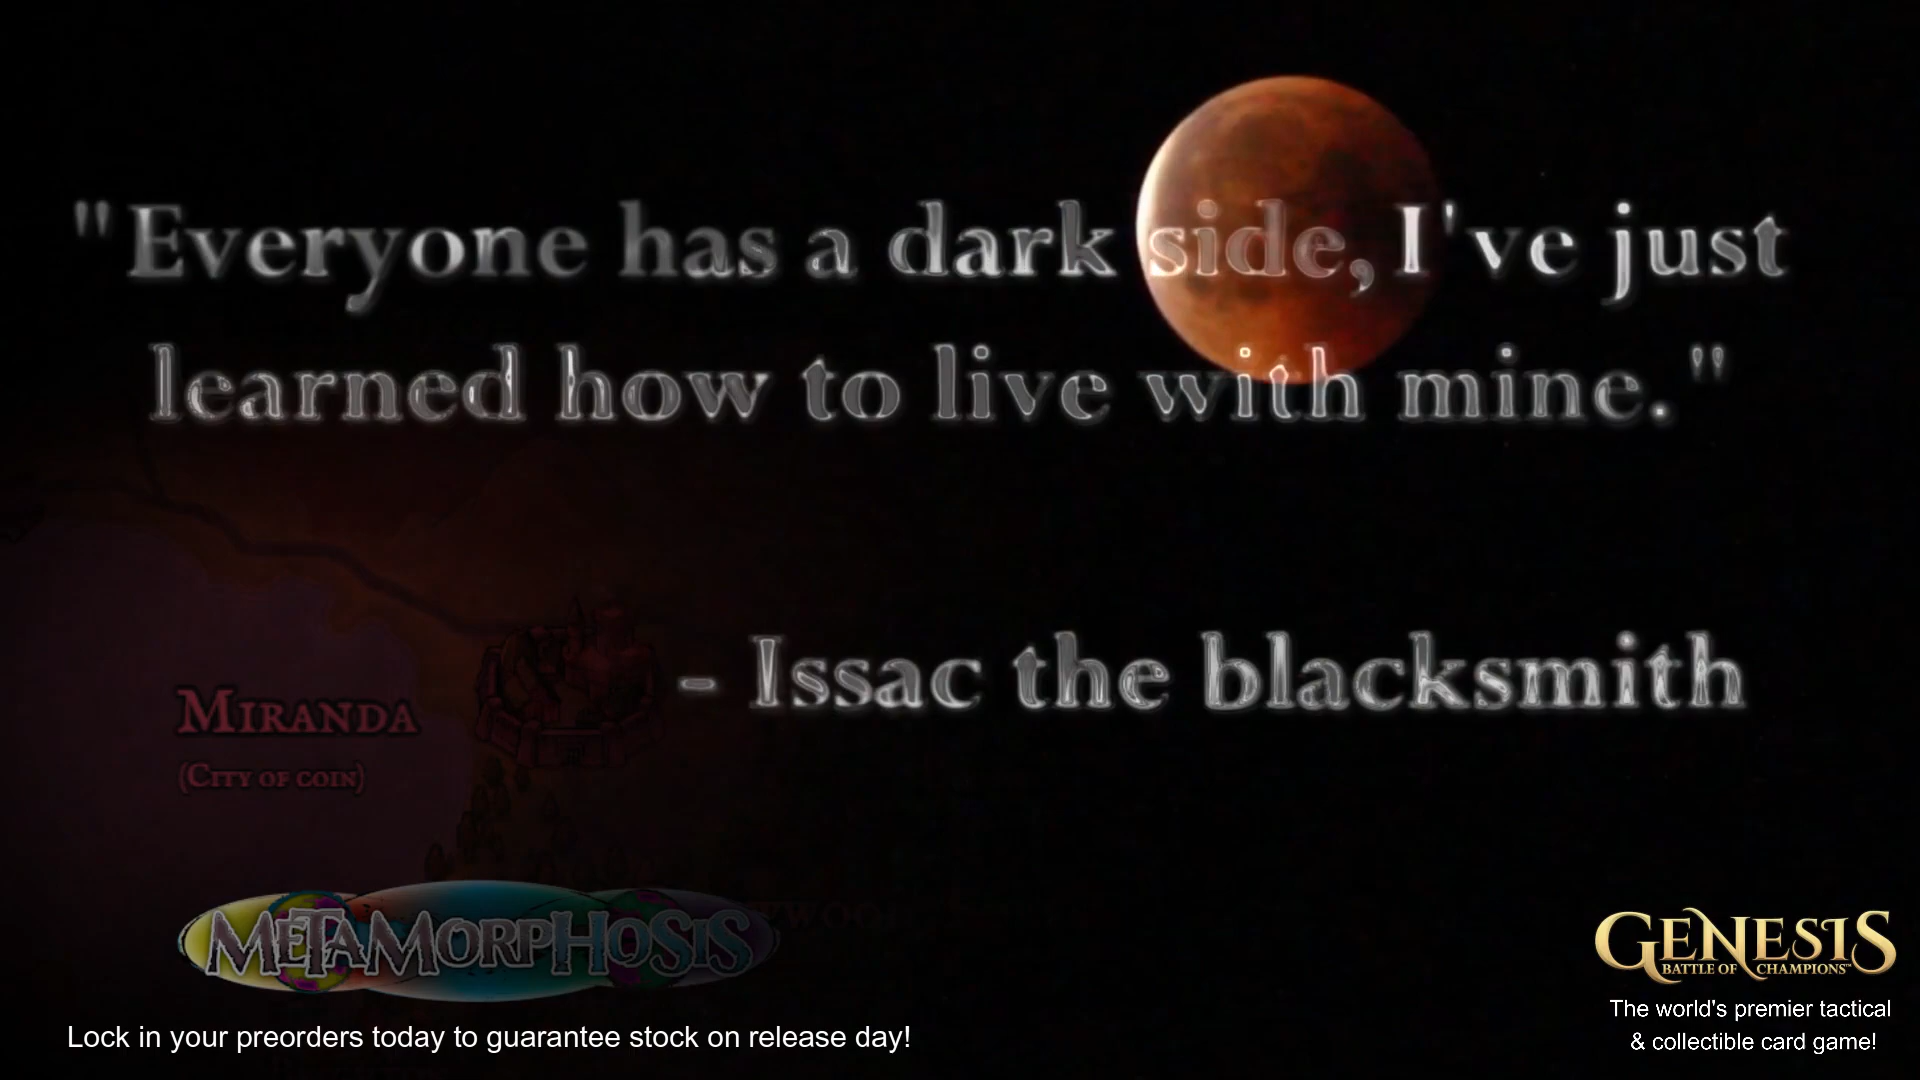 "Everyone has a dark side, I've just
learned how to live with mine."
- Issac the blacksmith
MIRANDA
(CITY OF COIN)
METAMORPHOSIS
Lock in your preorders today to guarantee stock on release day!
GENESIS
BATTLE OF CHAMPIONS™
The world's premier tactical
& collectible card game!